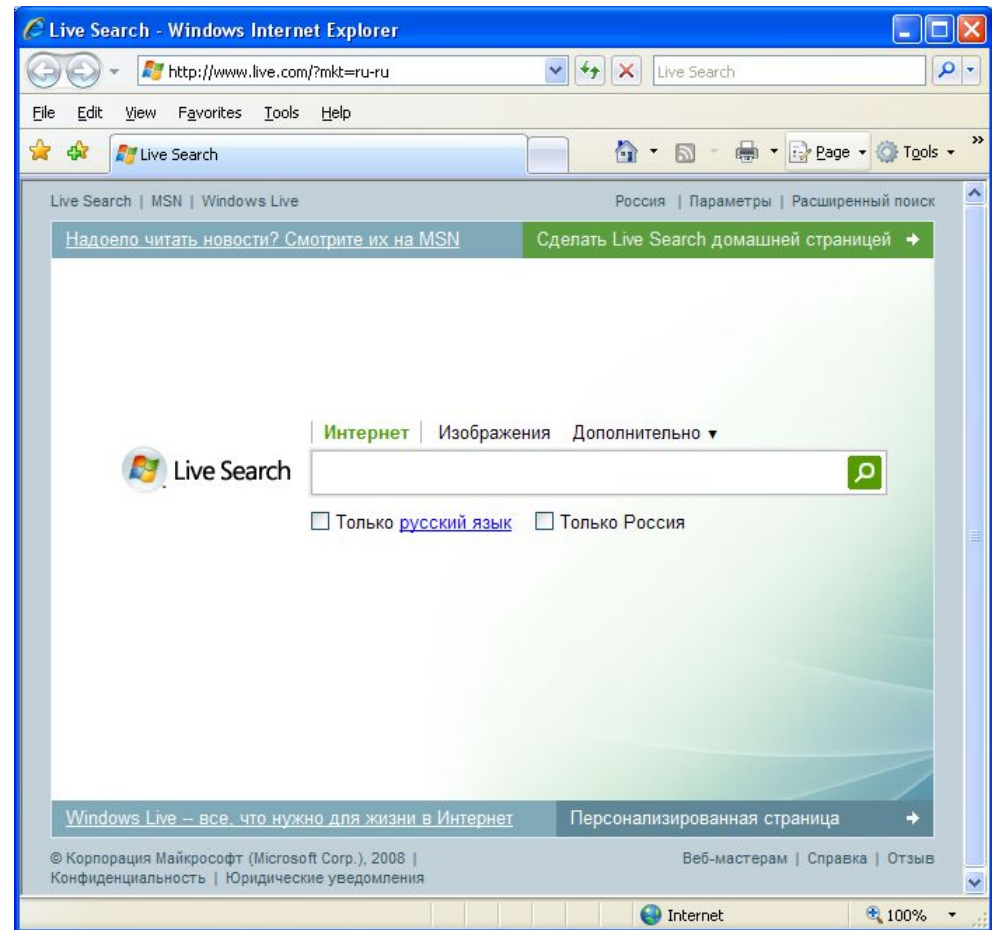 Live Search - Windows Internet Explorer
http://www.live.com/?mkt=ru-ru Live Search
File Edit View Favorites Tools Help
Live Search Page Tools »
Live Search | MSN | Windows Live Россия | Параметры | Расширенный поиск
Надоело читать новости? Смотрите их на MSN Сделать Live Search домашней страницей
Интернет Изображения Дополнительно
Live Search
Только русский язык Только Россия
Windows Live -- все, что нужно для жизни в Интернет Персонализированная страница
© Корпорация Майкрософт (Microsoft Corp.), 2008 | Веб-мастерам | Справка | Отзыв
Конфиденциальность | Юридические уведомления
Internet 100%